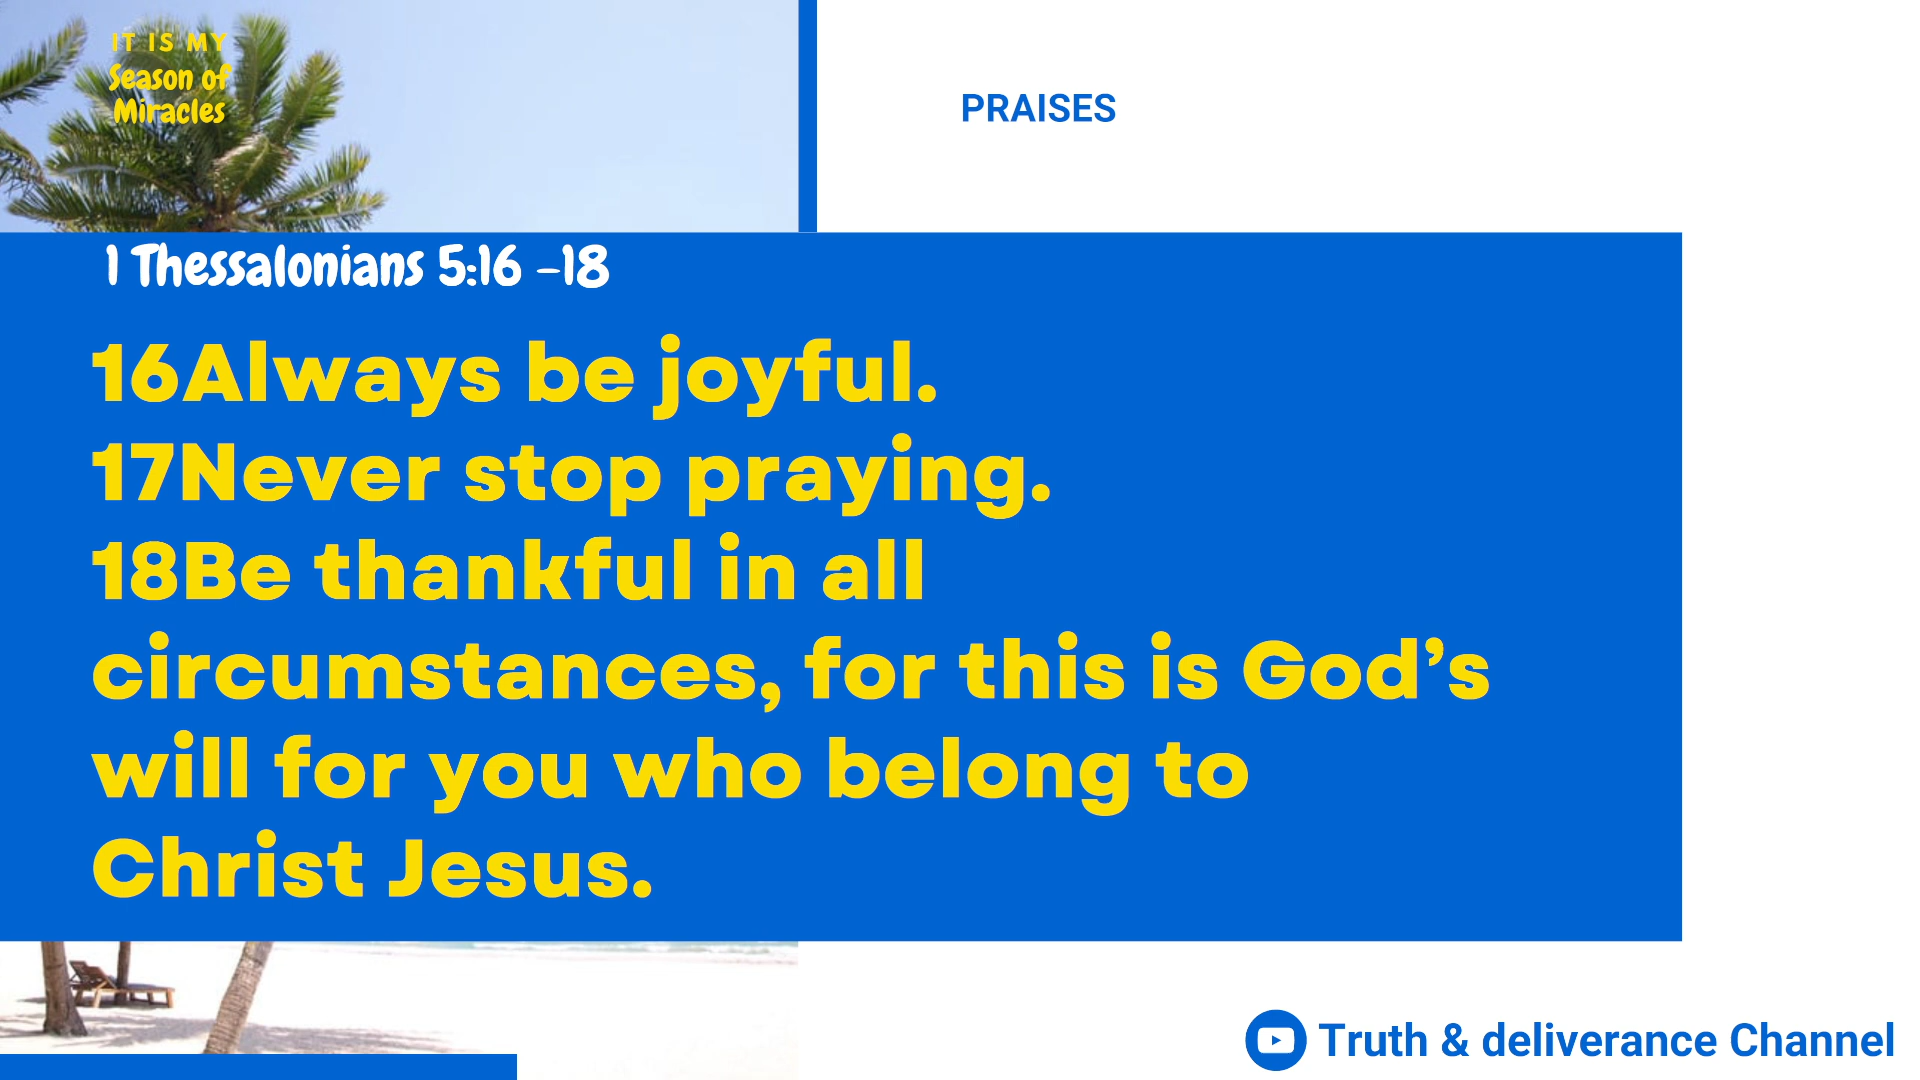 IT IS MY
Season of
Miracles
PRAISES
1 Thessalonians 5:16 -18
16Always be joyful.
17Never stop praying.
18Be thankful in all
circumstances, for this is God’s
will for you who belong to
Christ Jesus.
Truth & deliverance Channel